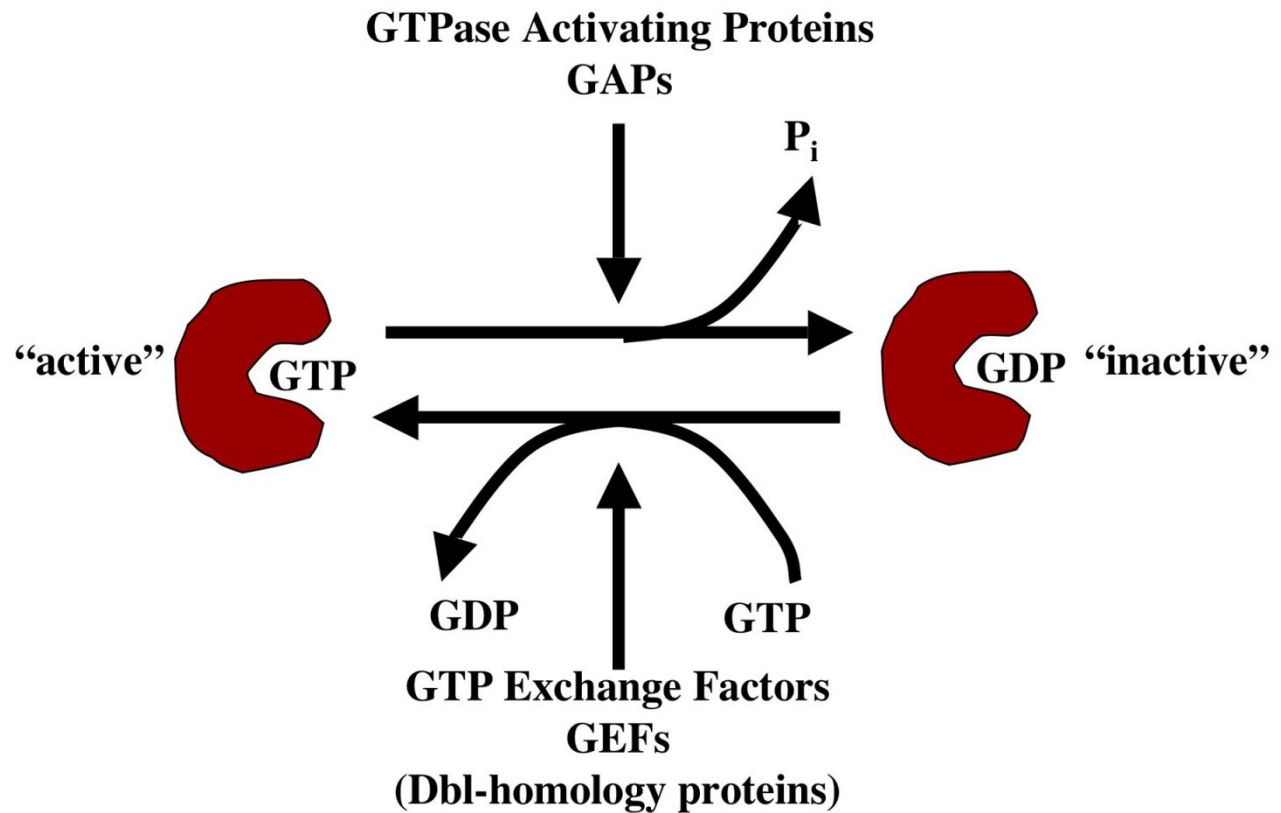 GTPase Activating Proteins
GAPs
Pi
“active”
GTP
GDP
“inactive”
GDP
GTP
GTP Exchange Factors
GEFs
(Dbl-homology proteins)